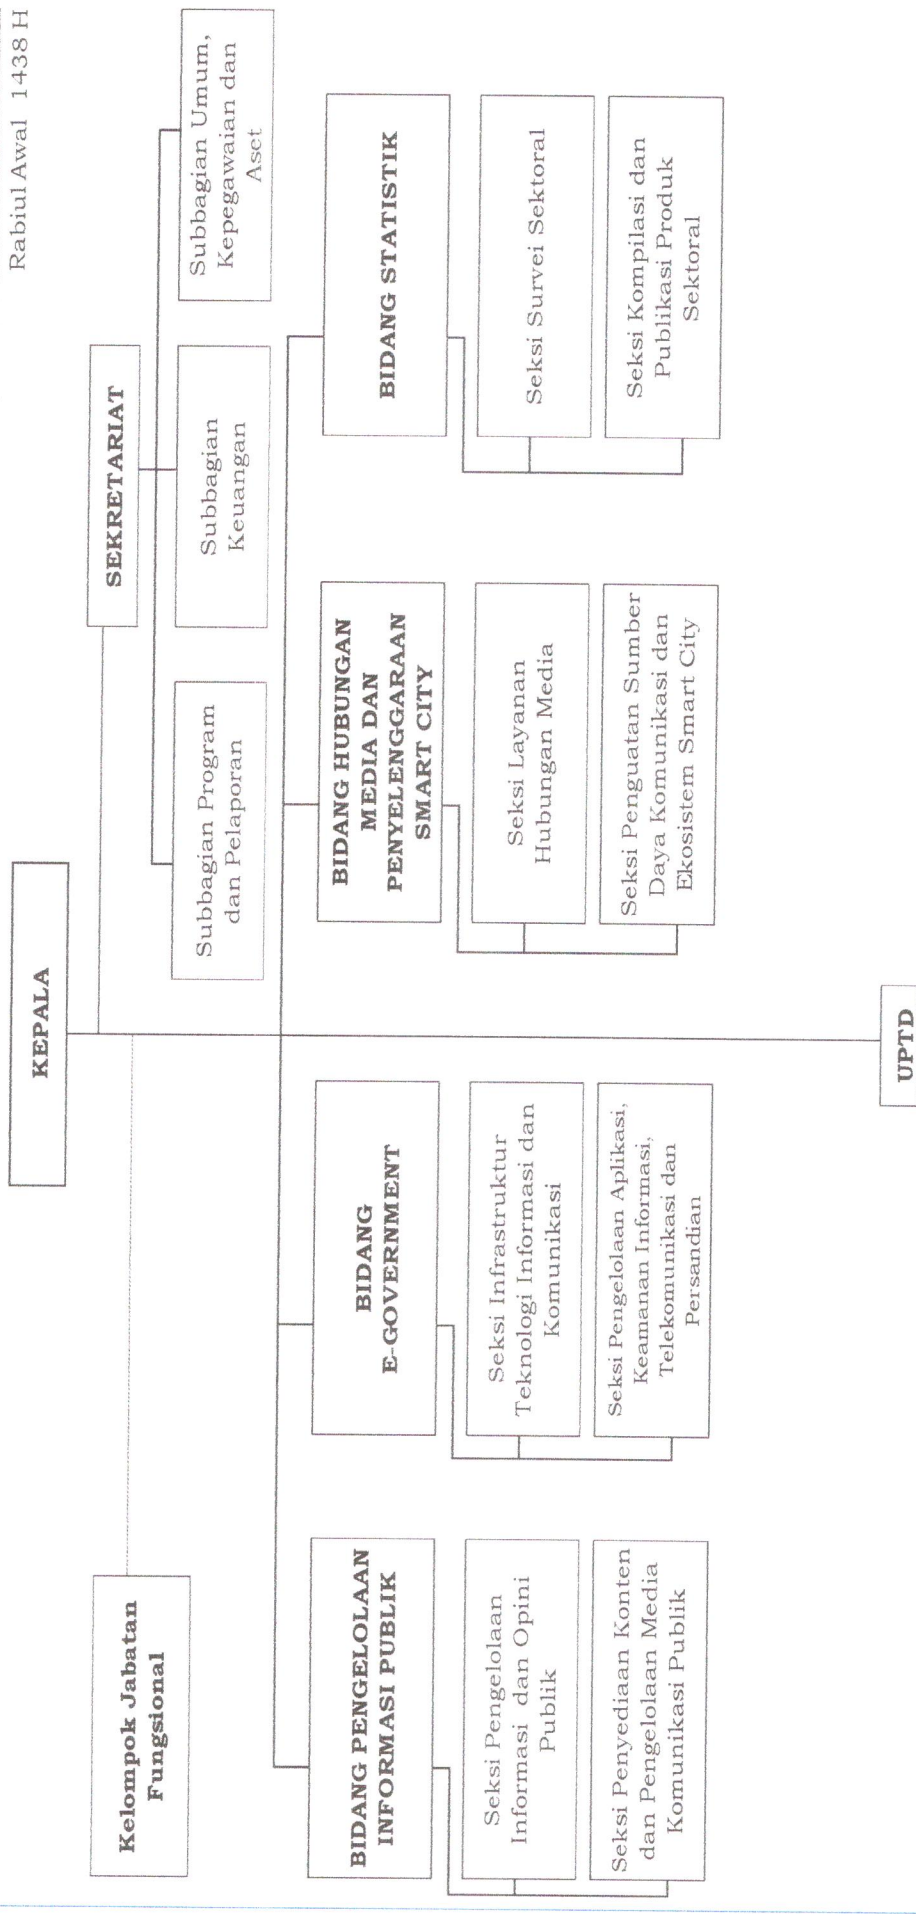 Rabiul Awal 1438 H
KEPALA
Kelompok Jabatan
Fungsional
SEKRETARIAT
Subbagian Program
dan Pelaporan
Subbagian
Keuangan
Subbagian Umum,
Kepegawaian dan
Aset
BIDANG PENGELOLAAN
INFORMASI PUBLIK
Seksi Pengelolaan
Informasi dan Opini
Publik
Seksi Penyediaan Konten
dan Pengelolaan Media
Komunikasi Publik
BIDANG
E-GOVERNMENT
Seksi Infrastruktur
Teknologi Informasi dan
Komunikasi
Seksi Pengelolaan Aplikasi,
Keamanan Informasi,
Telekomunikasi dan
Persandian
BIDANG HUBUNGAN
MEDIA DAN
PENYELENGGARAAN
SMART CITY
Seksi Layanan
Hubungan Media
Seksi Penguatan Sumber
Daya Komunikasi dan
Ekosistem Smart City
BIDANG STATISTIK
Seksi Survei Sektoral
Seksi Kompilasi dan
Publikasi Produk
Sektoral
UPTD